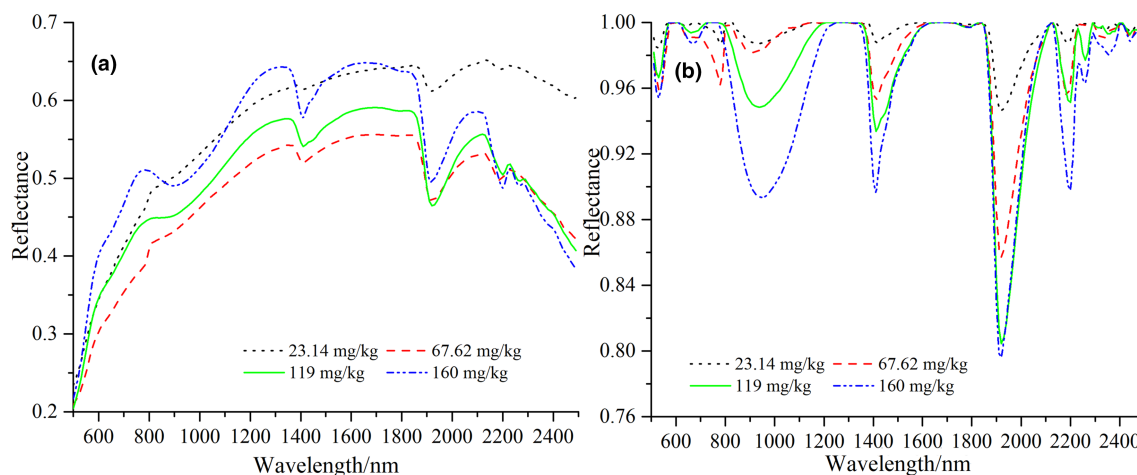 (a)
Reflectance
0.7
0.6
0.5
0.4
0.3
0.2
23.14 mg/kg
67.62 mg/kg
119 mg/kg
160 mg/kg
600 800 1000 1200 1400 1600 1800 2000 2200 2400
Wavelength/nm
(b)
Reflectance
1.00
0.96
0.92
0.88
0.84
0.80
0.76
23.14 mg/kg
67.62 mg/kg
119 mg/kg
160 mg/kg
600 800 1000 1200 1400 1600 1800 2000 2200 2400
Wavelength/nm